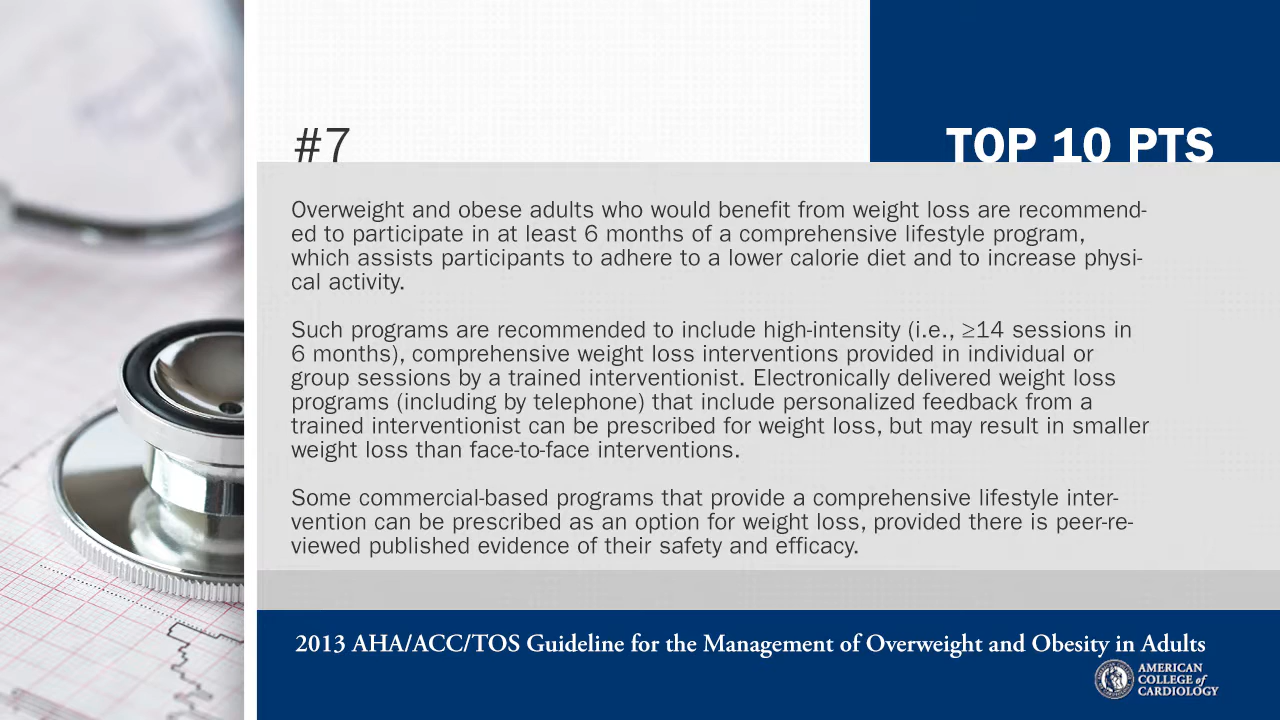 #7
TOP 10 PTS
Overweight and obese adults who would benefit from weight loss are recommend-
ed to participate in at least 6 months of a comprehensive lifestyle program,
which assists participants to adhere to a lower calorie diet and to increase physi-
cal activity.
Such programs are recommended to include high-intensity (i.e., ≥14 sessions in
6 months), comprehensive weight loss interventions provided in individual or
group sessions by a trained interventionist. Electronically delivered weight loss
programs (including by telephone) that include personalized feedback from a
trained interventionist can be prescribed for weight loss, but may result in smaller
weight loss than face-to-face interventions.
Some commercial-based programs that provide a comprehensive lifestyle inter-
vention can be prescribed as an option for weight loss, provided there is peer-re-
viewed published evidence of their safety and efficacy.
2013 AHA/ACC/TOS Guideline for the Management of Overweight and Obesity in Adults
AMERICAN
COLLEGE of
CARDIOLOGY